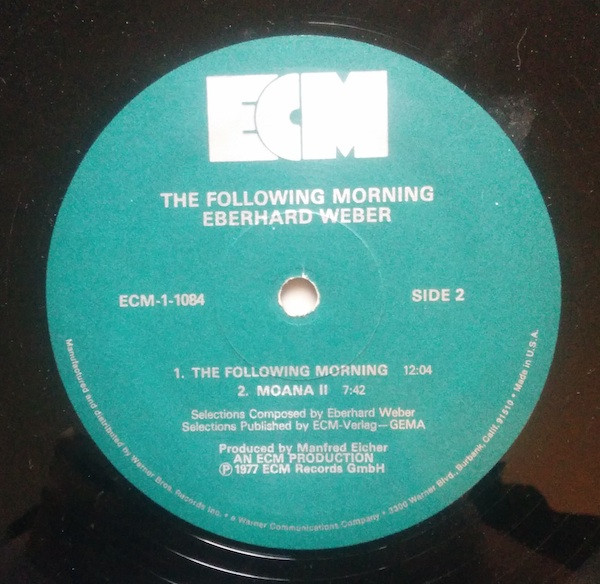 ECM
THE FOLLOWING MORNING
EBERHARD WEBER
ECM-1-1084
SIDE 2
1. THE FOLLOWING MORNING 12:04
2. MOANA II 7:42
Selections Composed by Eberhard Weber
Selections Published by ECM-Verlag—GEMA
Produced by Manfred Eicher
AN ECM PRODUCTION
Ⓟ 1977 ECM Records GmbH
Manufactured and distributed by Warner Bros. Records Inc. • a Warner Communications Company • 3300 Warner Blvd., Burbank, Calif. 91510 • Made in U.S.A.